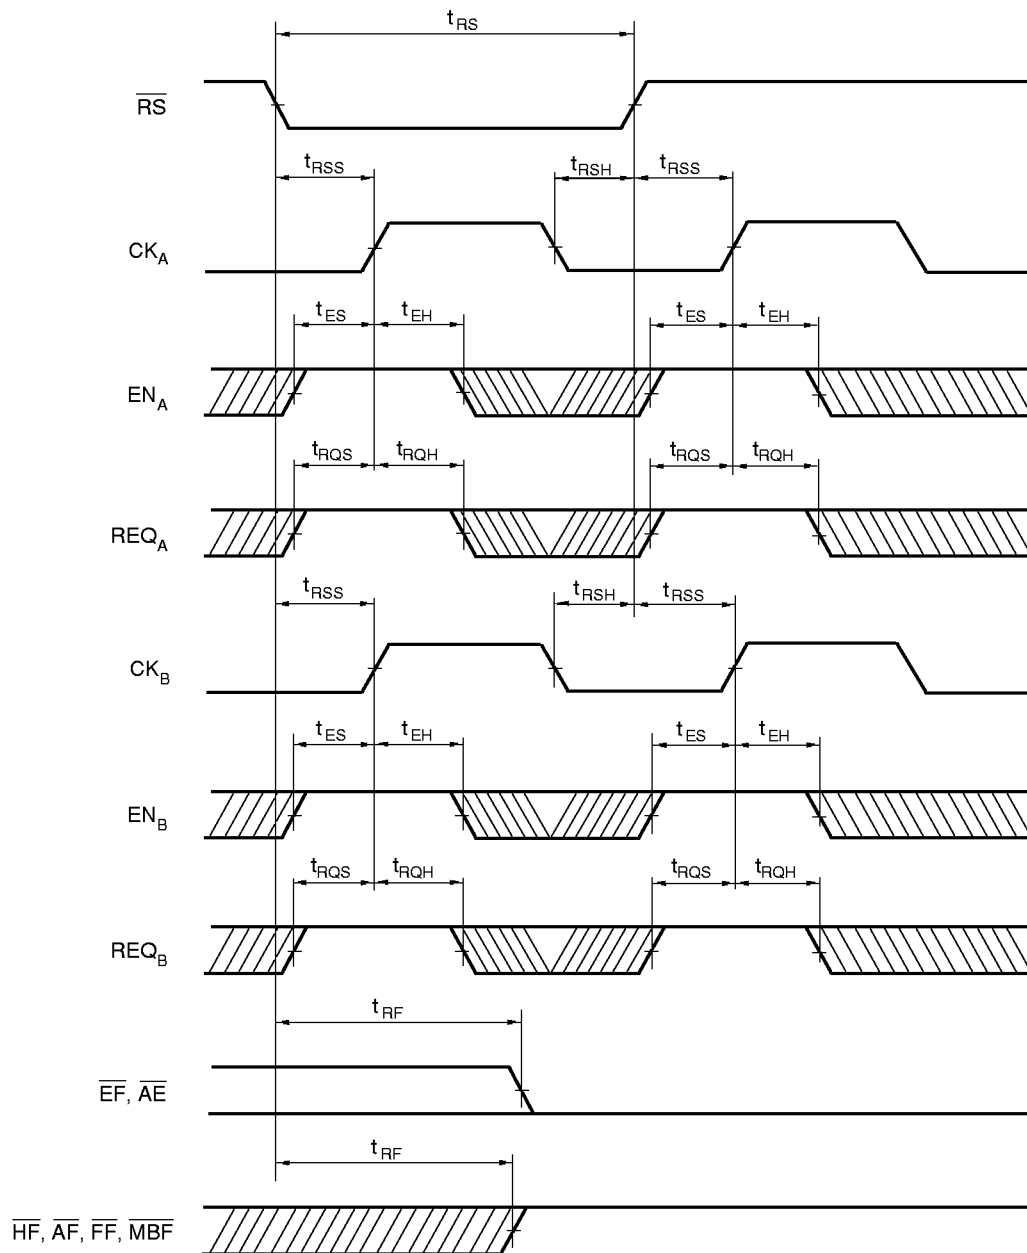 tRS
RS
tRSS tRSH tRSS
CKA
tES tEH tES tEH
ENA
tRQS tRQH tRQS tRQH
REQA
tRSS tRSH tRSS
CKB
tES tEH tES tEH
ENB
tRQS tRQH tRQS tRQH
REQB
tRF
EF, AE
tRF
HF, AF, FF, MBF